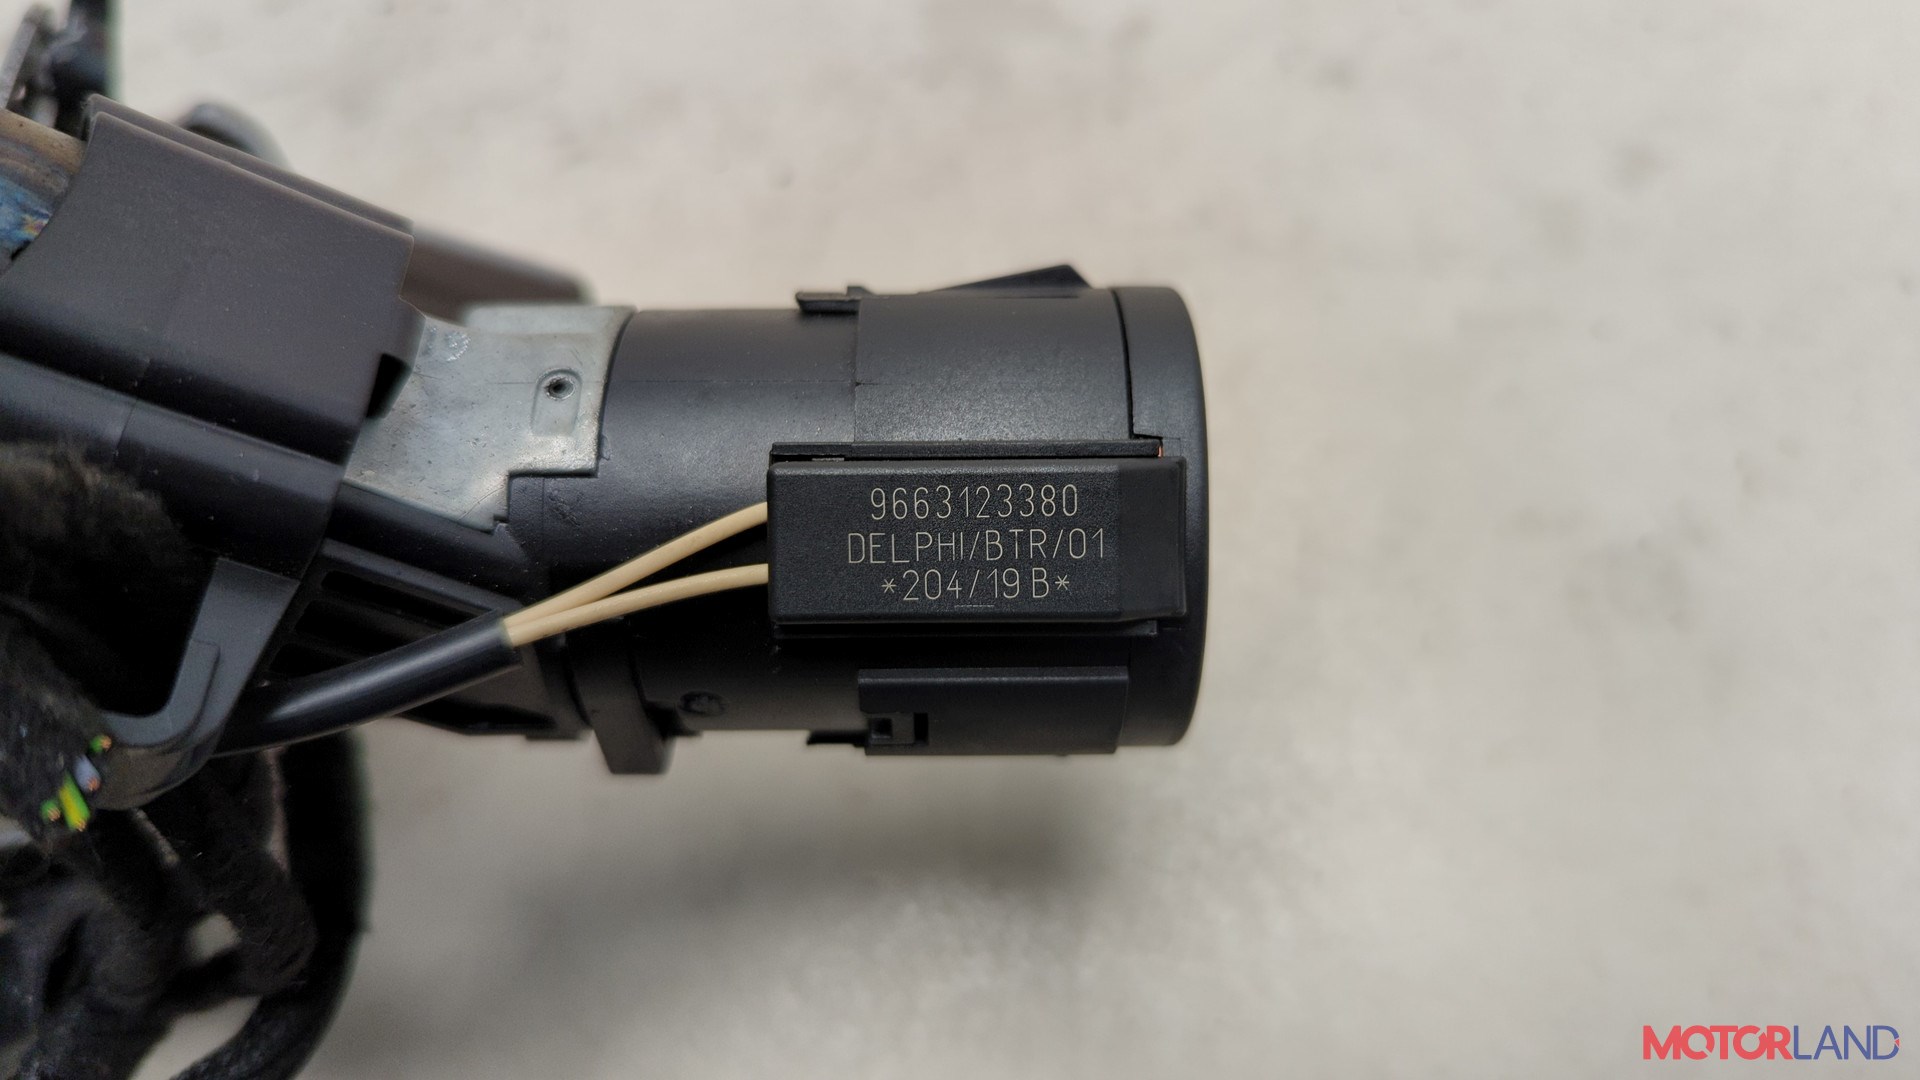 9663123380
DELPHI/BTR/01
*204/19 B*
MOTORLAND